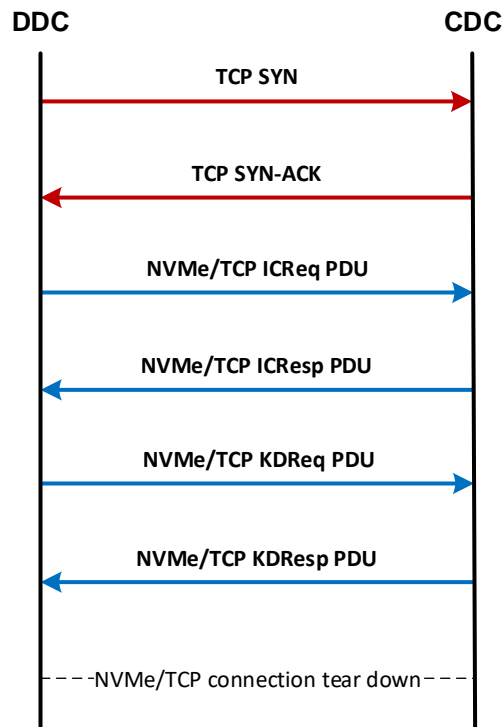 DDC
CDC
TCP SYN
TCP SYN-ACK
NVMe/TCP ICReq PDU
NVMe/TCP ICResp PDU
NVMe/TCP KDReq PDU
NVMe/TCP KDResp PDU
NVMe/TCP connection tear down